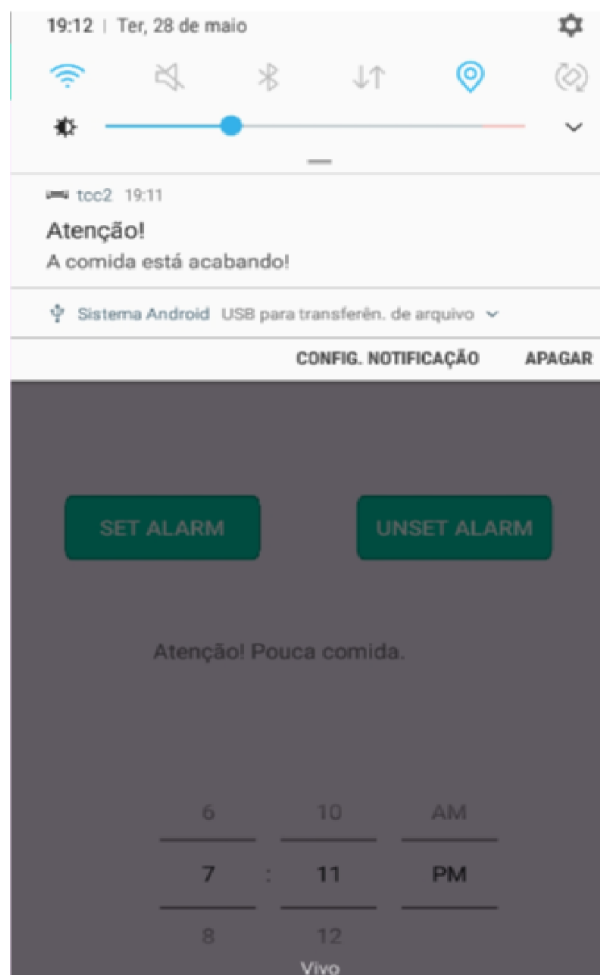 19:12 | Ter, 28 de maio
tcc2 19:11
Atenção!
A comida está acabando!
Sistema Android USB para transferên. de arquivo
CONFIG. NOTIFICAÇÃO APAGAR
SET ALARM UNSET ALARM
Atenção! Pouca comida.
6 10 AM
7 : 11 PM
8 12
Vivo